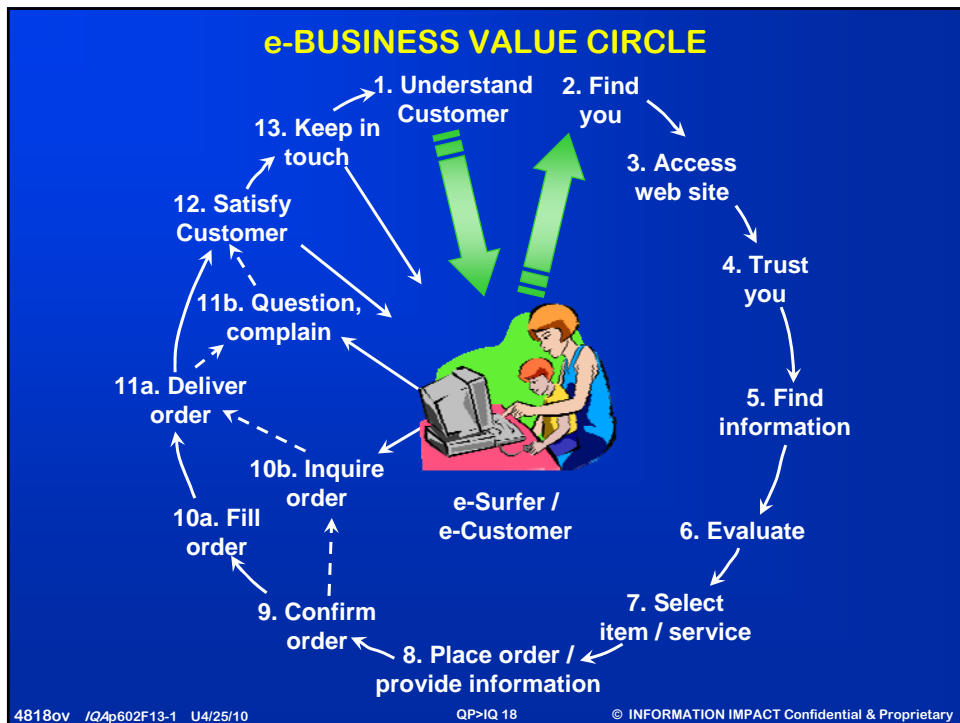 e-BUSINESS VALUE CIRCLE
1. Understand
Customer
2. Find
you
3. Access
web site
4. Trust
you
5. Find
information
6. Evaluate
7. Select
item / service
8. Place order /
provide information
9. Confirm
order
10a. Fill
order
10b. Inquire
order
11a. Deliver
order
11b. Question,
complain
12. Satisfy
Customer
13. Keep in
touch
e-Surfer /
e-Customer
4818ov IQAp602F13-1 U4/25/10 QP>IQ 18 © INFORMATION IMPACT Confidential & Proprietary